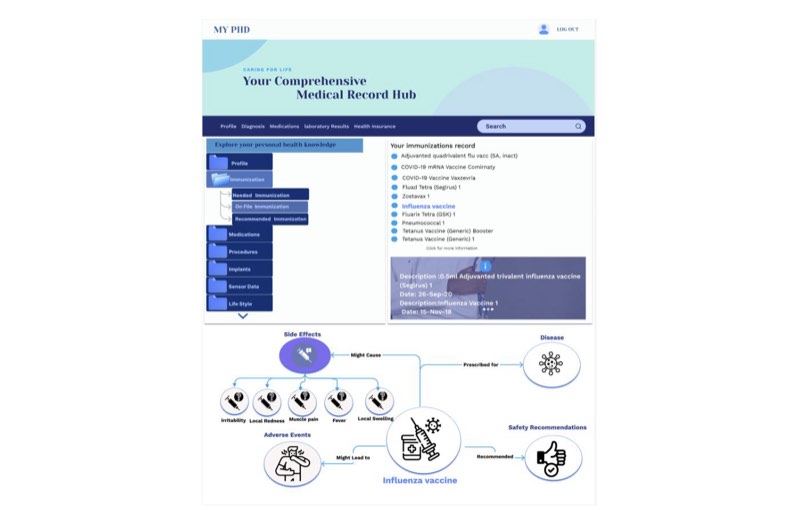 MY PHD
LOG OUT
CARING FOR LIFE
Your Comprehensive
Medical Record Hub
Profile Diagnosis Medications laboratory Results Health Insurance
Search
Explore your personal health knowledge
Profile
Immunization
Needed Immunization
On File Immunization
Recommended Immunization
Medications
Procedures
Implants
Sensor Data
Life Style
Your immunizations record
Adjuvanted quadrivalent flu vacc (SA, inact)
COVID-19 mRNA Vaccine Comirnaty
COVID-19 Vaccine Vaxzevria
Fluad Tetra (Seqirus) 1
Zostavax 1
Influenza vaccine
Fluarix Tetra (GSK) 1
Pneumococcal 1
Tetanus Vaccine (Generic) Booster
Tetanus Vaccine (Generic) 1
Click for more information
Description :0.5ml Adjuvanted trivalent influenza vaccine
(Seqirus) 1
Date: 26-Sep-20
Description:Influenza Vaccine 1
Date: 15-Nov-18
Side Effects
Might Cause
Disease
Prescribed for
Irritability Local Redness Muscle pain Fever Local Swelling
Adverse Events
Might Lead to
Safety Recommendations
Recommended
Influenza vaccine